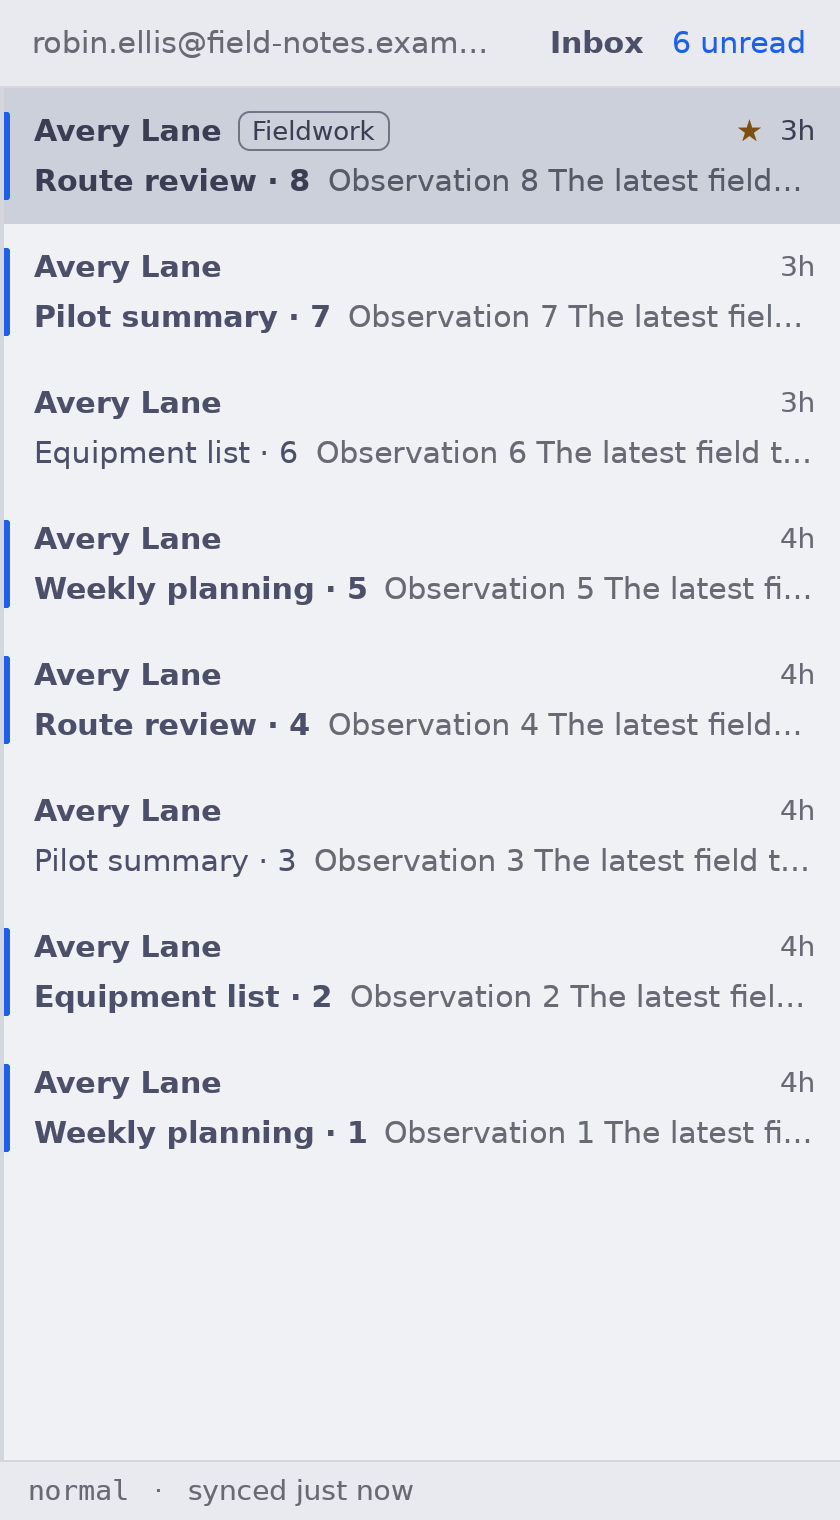 robin.ellis@field-notes.exam… Inbox 6 unread
Avery Lane Fieldwork ★ 3h
Route review · 8 Observation 8 The latest field…
Avery Lane 3h
Pilot summary · 7 Observation 7 The latest fiel…
Avery Lane 3h
Equipment list · 6 Observation 6 The latest field t…
Avery Lane 4h
Weekly planning · 5 Observation 5 The latest fi…
Avery Lane 4h
Route review · 4 Observation 4 The latest field…
Avery Lane 4h
Pilot summary · 3 Observation 3 The latest field t…
Avery Lane 4h
Equipment list · 2 Observation 2 The latest fiel…
Avery Lane 4h
Weekly planning · 1 Observation 1 The latest fi…
normal · synced just now